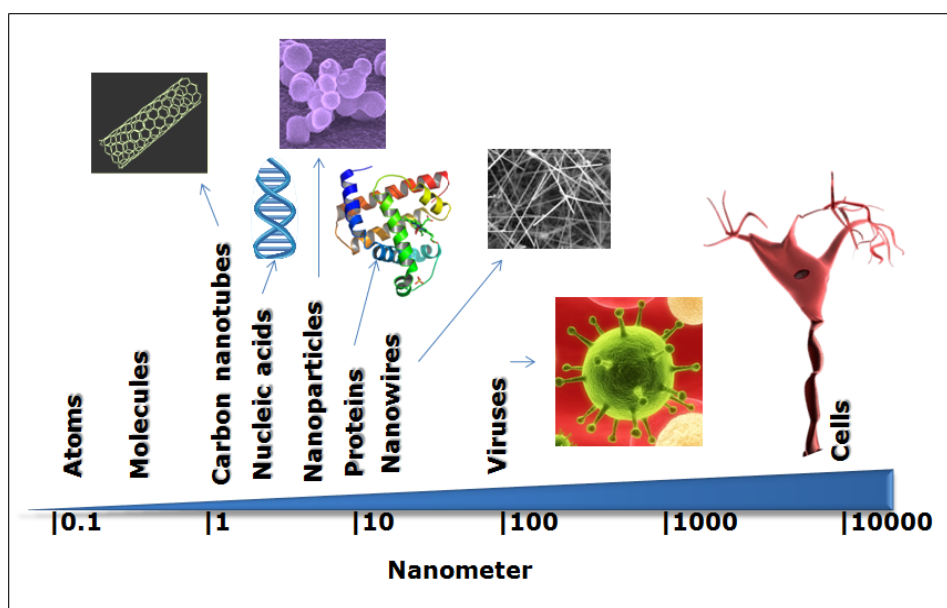 Atoms
Molecules
Carbon nanotubes
Nucleic acids
Nanoparticles
Proteins
Nanowires
Viruses
Cells
|0.1 |1 |10 |100 |1000 |10000
Nanometer